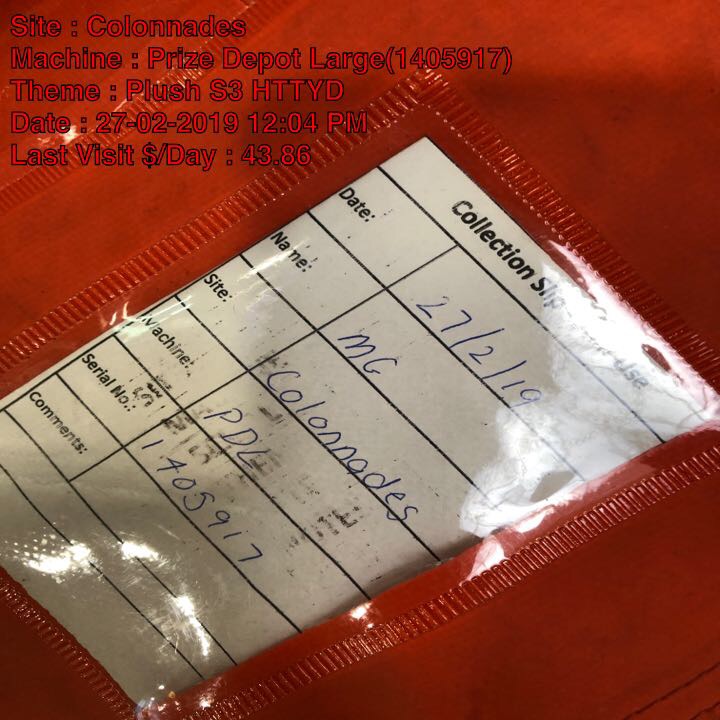 Site : Colonnades
Machine : Prize Depot Large(1405917)
Theme : Plush S3 HTTYD
Date : 27-02-2019 12:04 PM
Last Visit $/Day : 43.86
Collection Slip
Date: 27/2/19
Name: MG
Site: Colonnades
Machine: PDL
Serial No.: 1405917
Comments: